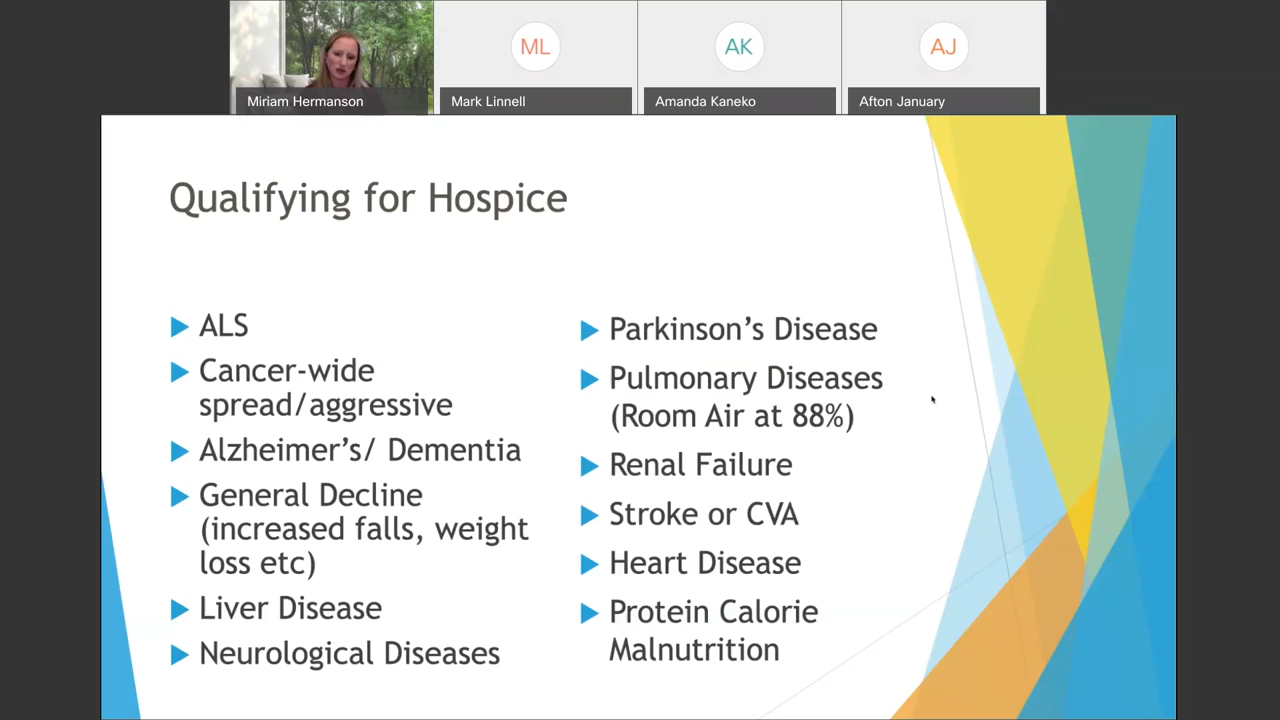 Miriam Hermanson
ML
Mark Linnell
AK
Amanda Kaneko
AJ
Afton January
Qualifying for Hospice
ALS
Cancer-wide
spread/aggressive
Alzheimer's/ Dementia
General Decline
(increased falls, weight
loss etc)
Liver Disease
Neurological Diseases
Parkinson's Disease
Pulmonary Diseases
(Room Air at 88%)
Renal Failure
Stroke or CVA
Heart Disease
Protein Calorie
Malnutrition